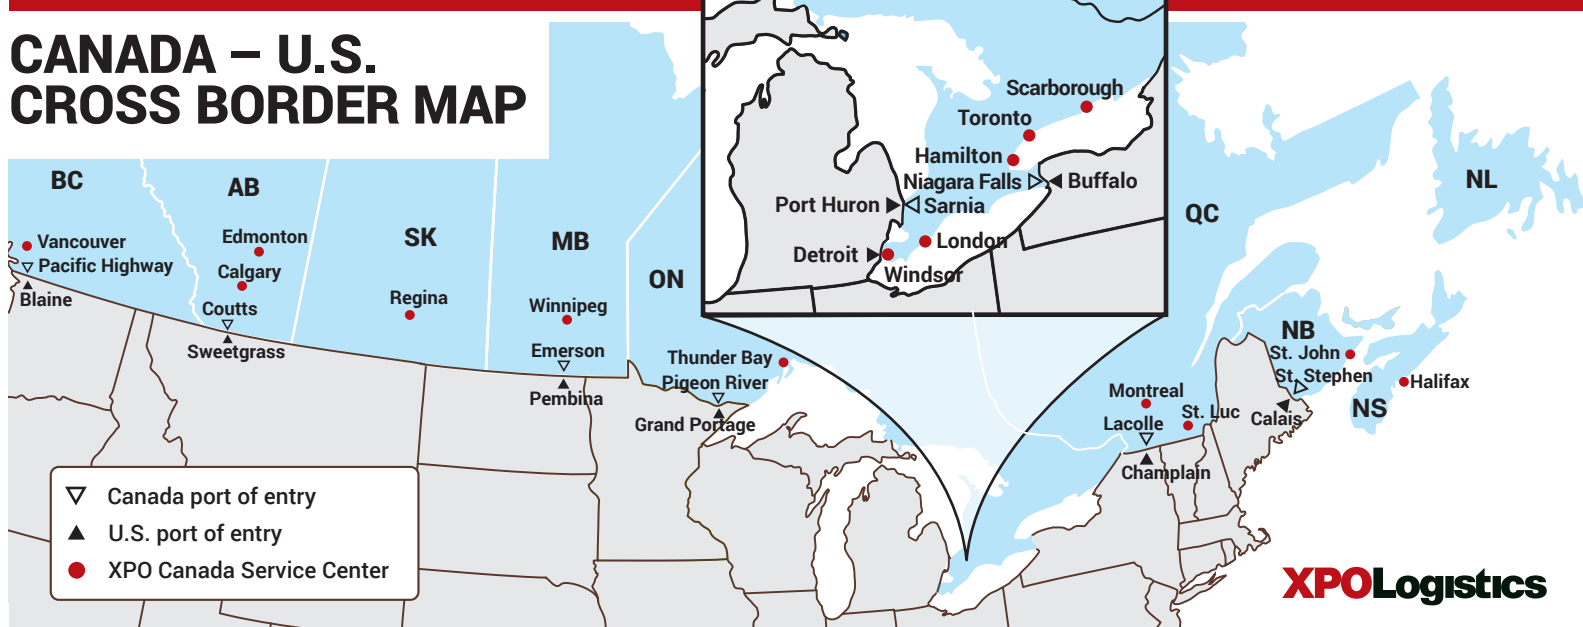 CANADA – U.S.
CROSS BORDER MAP
BC
AB
SK
MB
ON
QC
NL
NB
NS
Vancouver
Pacific Highway
Blaine
Edmonton
Calgary
Coutts
Sweetgrass
Regina
Winnipeg
Emerson
Pembina
Thunder Bay
Pigeon River
Grand Portage
Scarborough
Toronto
Hamilton
Niagara Falls
Buffalo
Port Huron
Sarnia
London
Detroit
Windsor
Montreal
Lacolle
St. Luc
Champlain
St. John
St. Stephen
Calais
Halifax
Canada port of entry
U.S. port of entry
XPO Canada Service Center
XPOLogistics